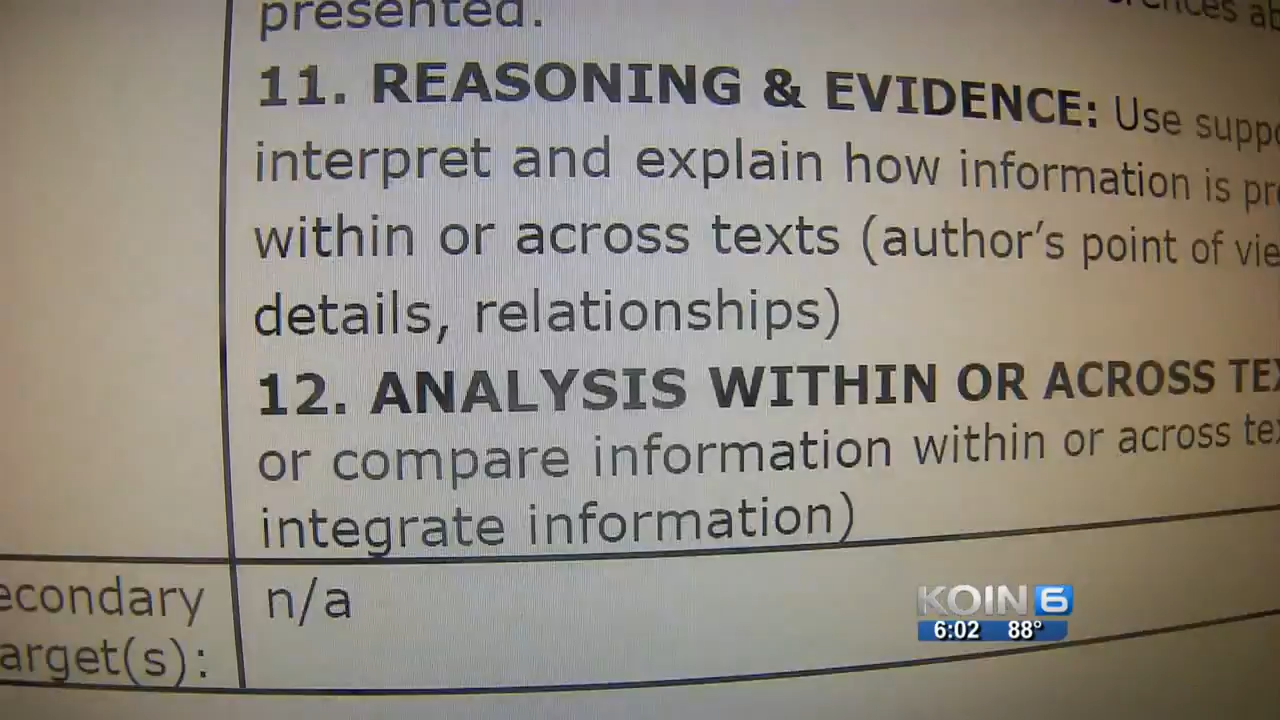 presented.
11. REASONING & EVIDENCE: Use
interpret and explain how information is
within or across texts (author's point of
details, relationships)
12. ANALYSIS WITHIN OR ACROSS
or compare information within or across
integrate information)
n/a
KOIN 6
6:02 88°